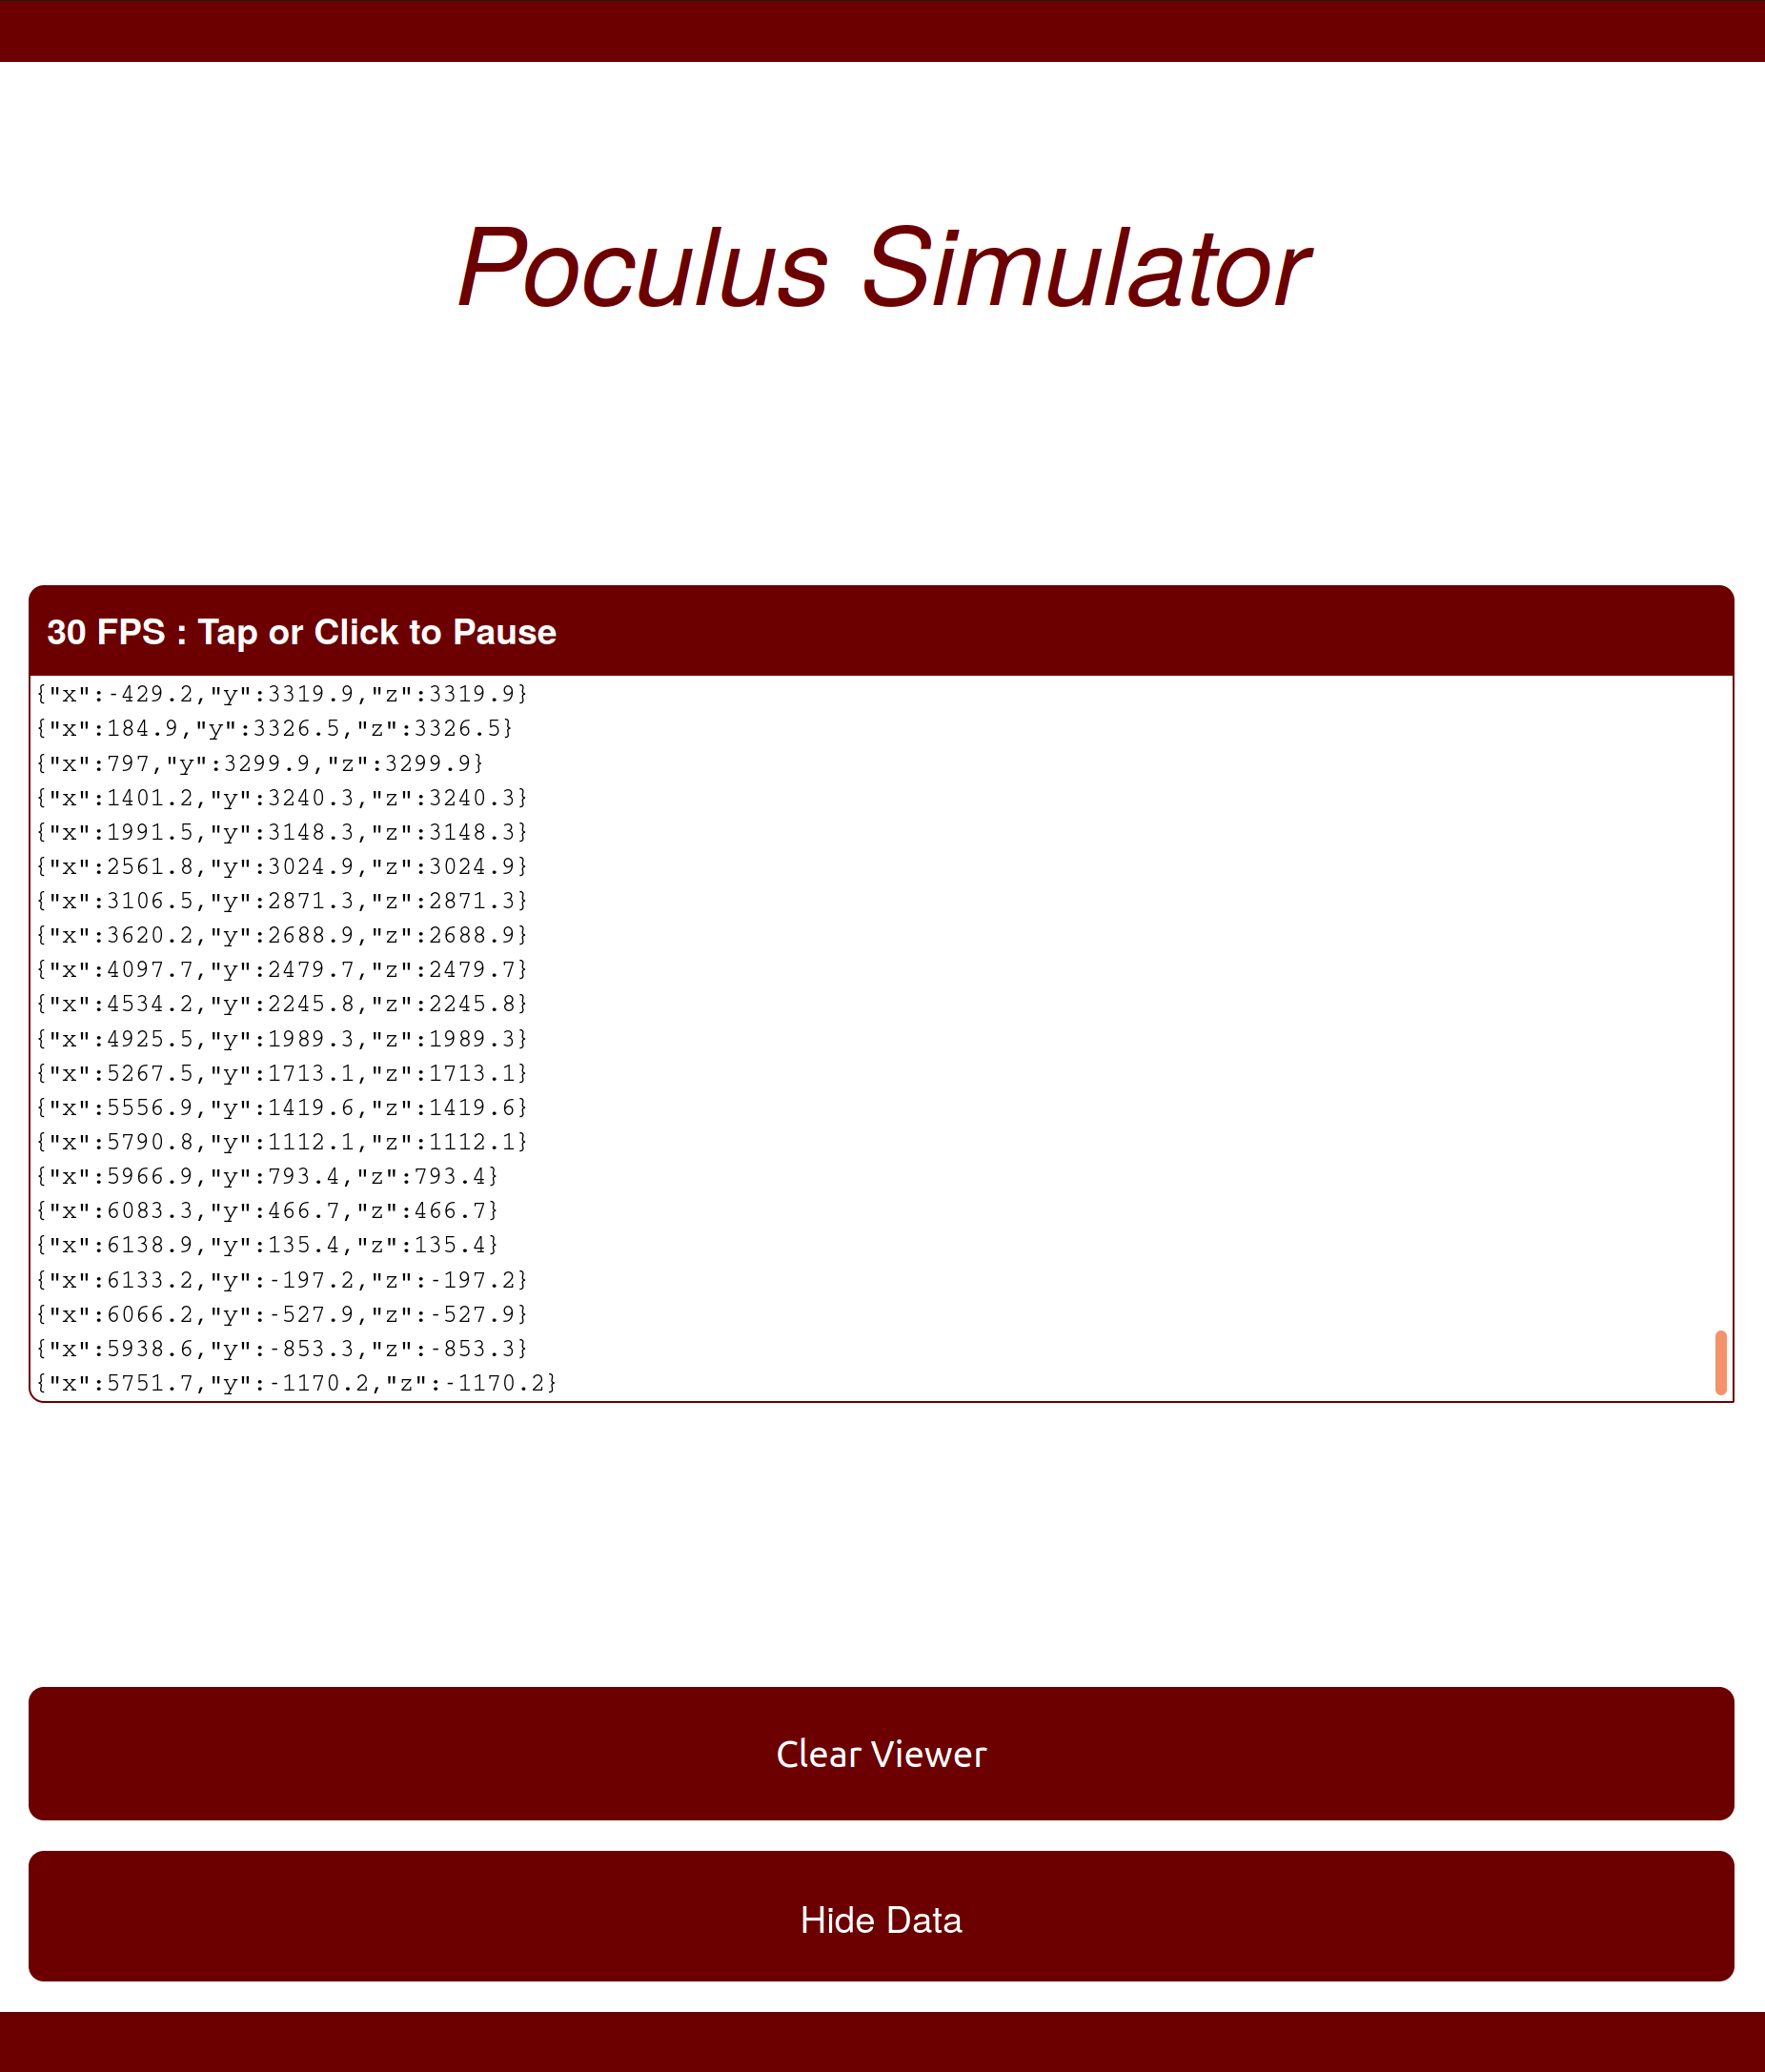 Poculus Simulator
30 FPS : Tap or Click to Pause
{"x":-429.2,"y":3319.9,"z":3319.9}
{"x":184.9,"y":3326.5,"z":3326.5}
{"x":797,"y":3299.9,"z":3299.9}
{"x":1401.2,"y":3240.3,"z":3240.3}
{"x":1991.5,"y":3148.3,"z":3148.3}
{"x":2561.8,"y":3024.9,"z":3024.9}
{"x":3106.5,"y":2871.3,"z":2871.3}
{"x":3620.2,"y":2688.9,"z":2688.9}
{"x":4097.7,"y":2479.7,"z":2479.7}
{"x":4534.2,"y":2245.8,"z":2245.8}
{"x":4925.5,"y":1989.3,"z":1989.3}
{"x":5267.5,"y":1713.1,"z":1713.1}
{"x":5556.9,"y":1419.6,"z":1419.6}
{"x":5790.8,"y":1112.1,"z":1112.1}
{"x":5966.9,"y":793.4,"z":793.4}
{"x":6083.3,"y":466.7,"z":466.7}
{"x":6138.9,"y":135.4,"z":135.4}
{"x":6133.2,"y":-197.2,"z":-197.2}
{"x":6066.2,"y":-527.9,"z":-527.9}
{"x":5938.6,"y":-853.3,"z":-853.3}
{"x":5751.7,"y":-1170.2,"z":-1170.2}
Clear Viewer
Hide Data